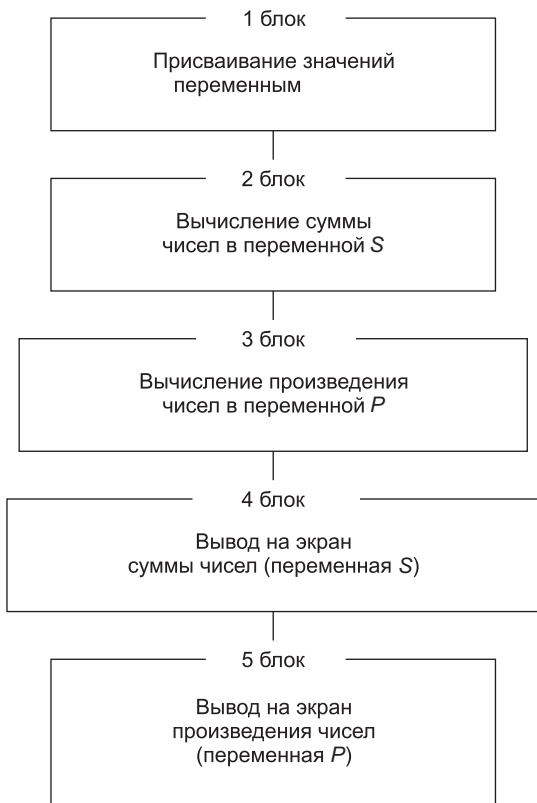 1 блок
Присваивание значений
переменным
2 блок
Вычисление суммы
чисел в переменной S
3 блок
Вычисление произведения
чисел в переменной P
4 блок
Вывод на экран
суммы чисел (переменная S)
5 блок
Вывод на экран
произведения чисел
(переменная P)